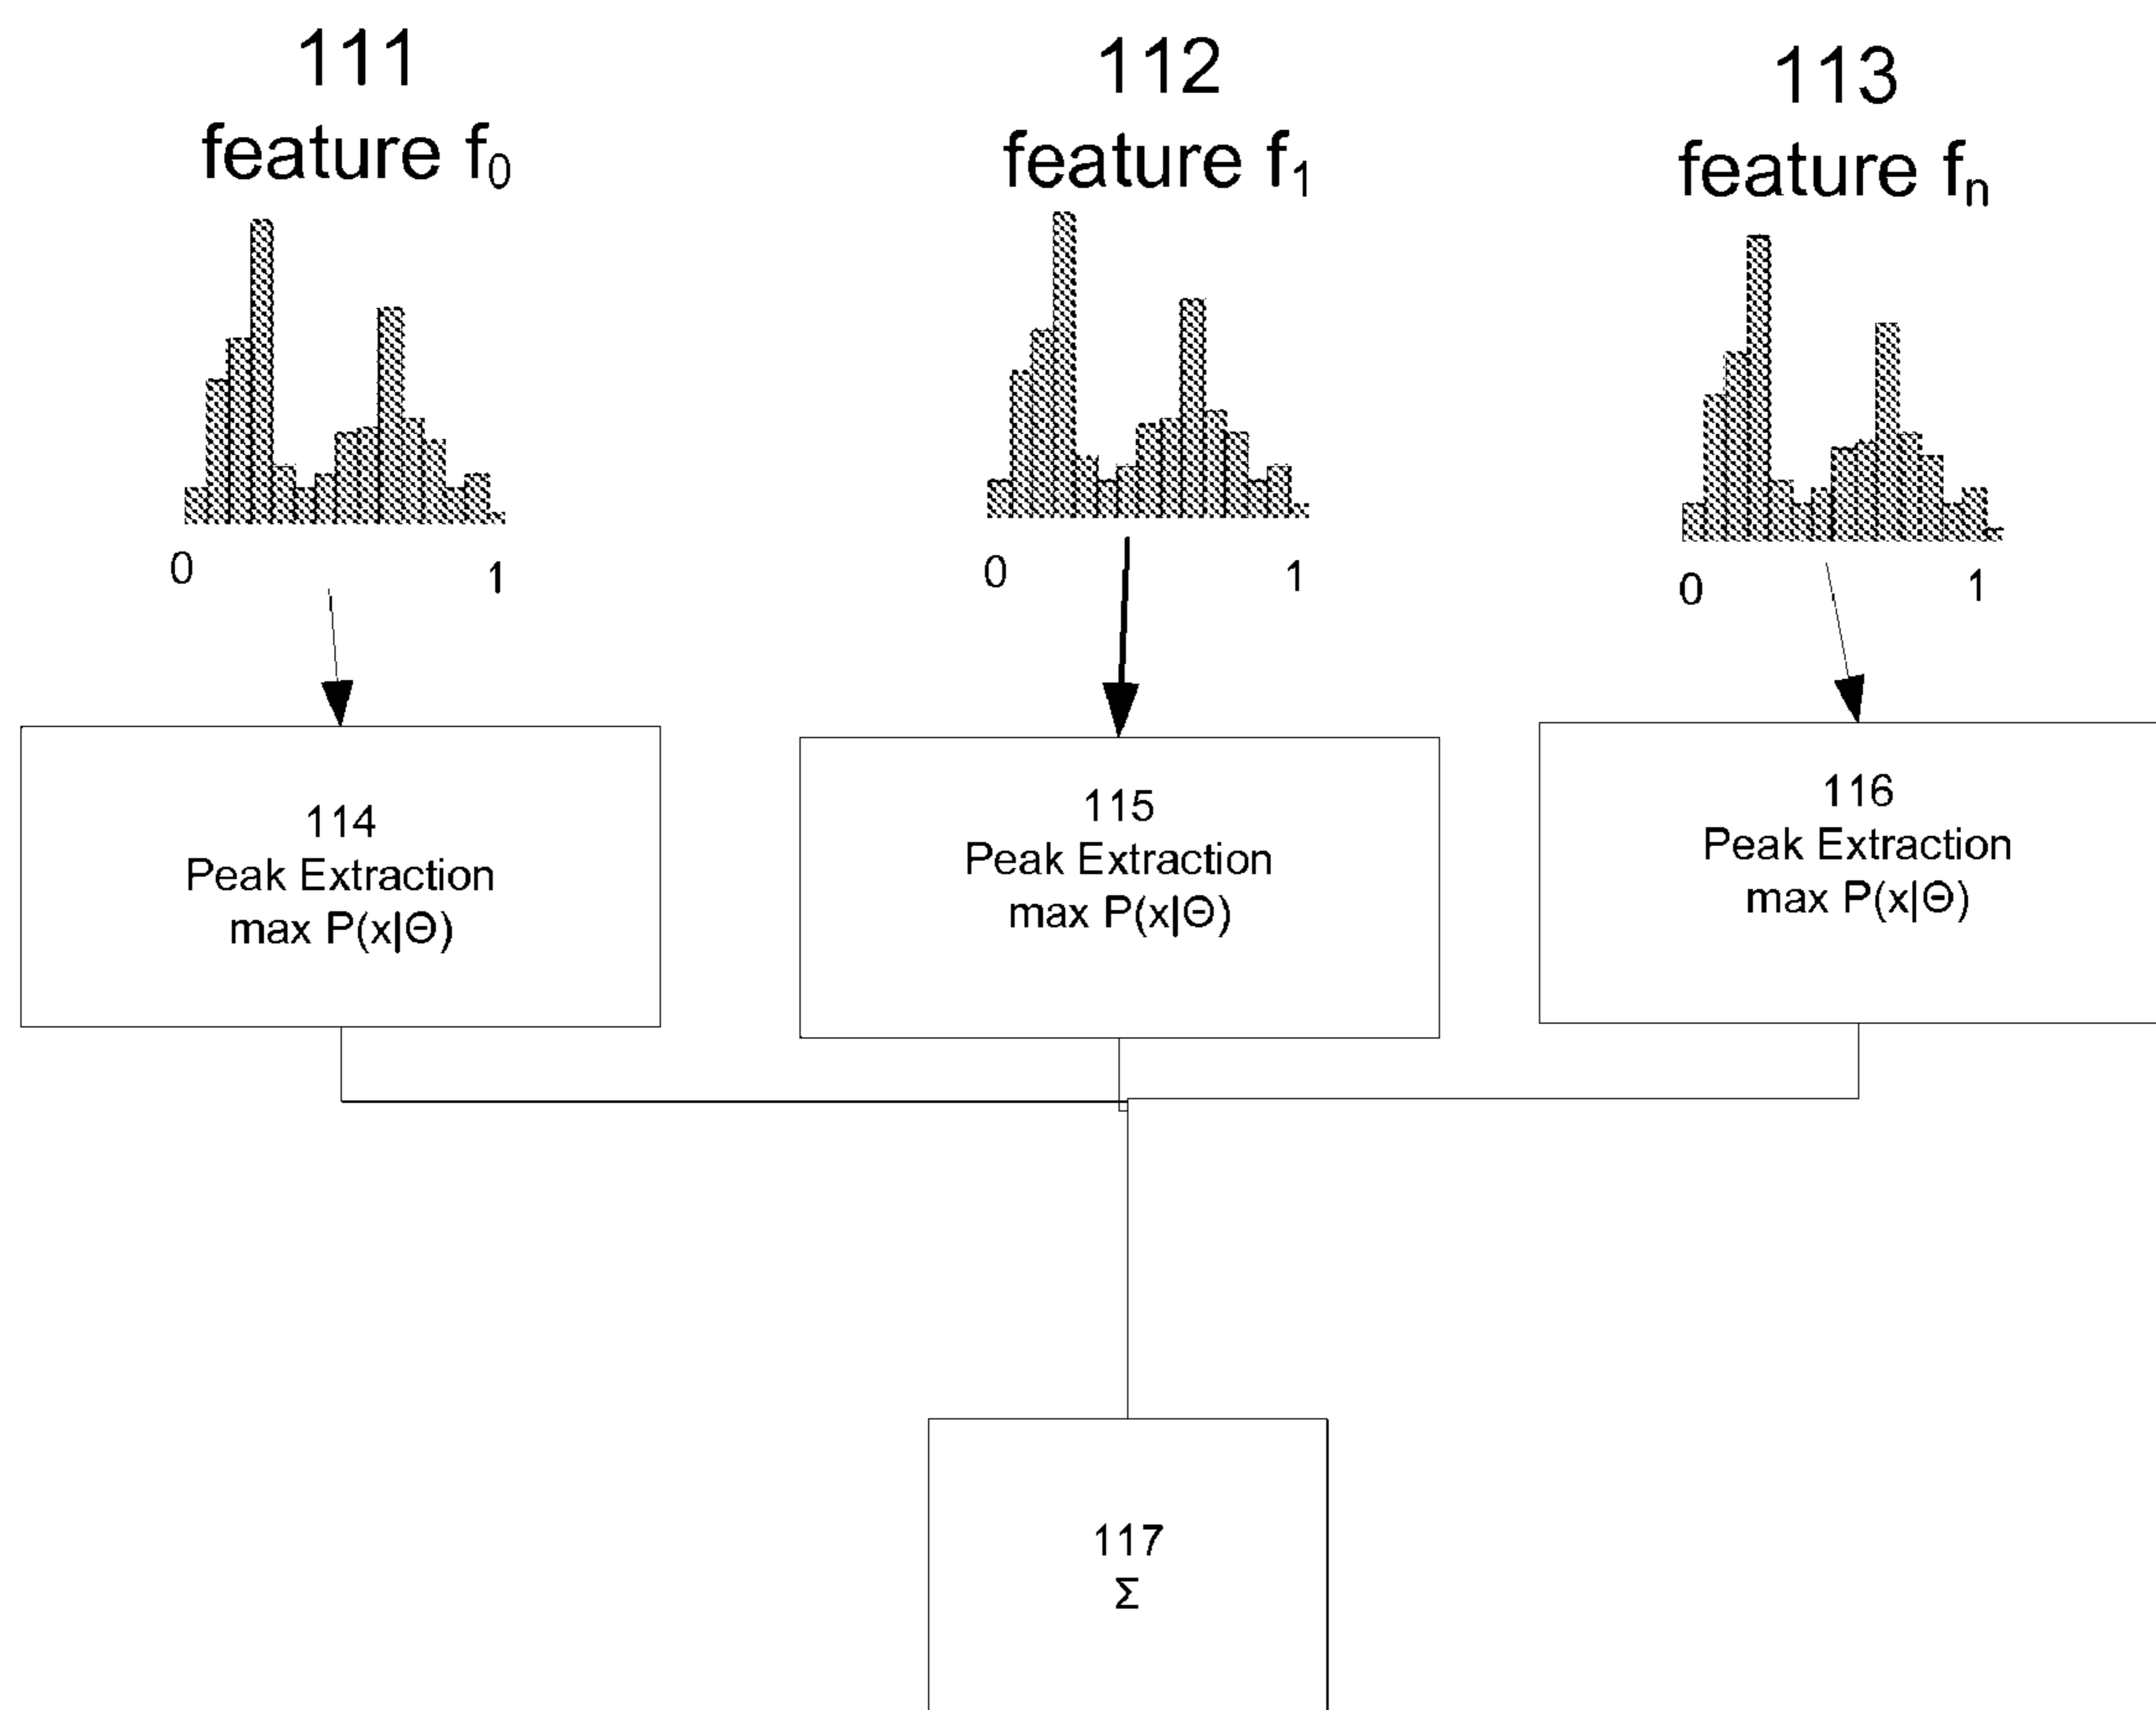 111
feature f₀
112
feature f₁
113
feature fₙ
0 1
0 1
0 1
114
Peak Extraction
max P(x|Θ)
115
Peak Extraction
max P(x|Θ)
116
Peak Extraction
max P(x|Θ)
117
Σ